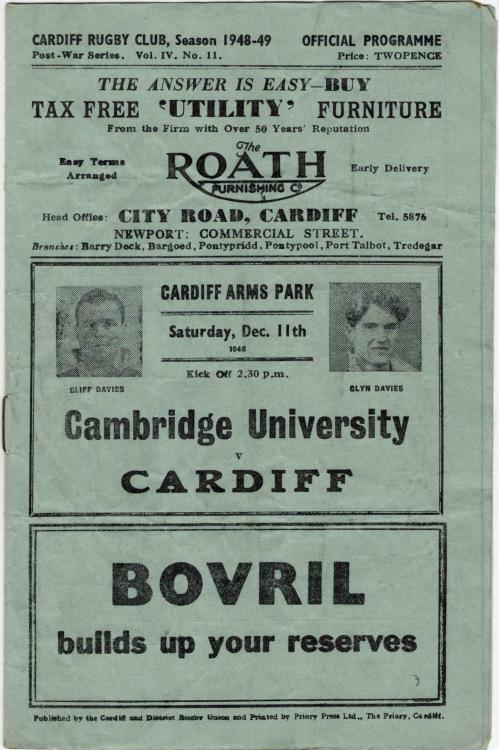 CARDIFF RUGBY CLUB, Season 1948-49 OFFICIAL PROGRAMME
Post-War Series. Vol. IV. No. 11. Price: TWOPENCE
THE ANSWER IS EASY—BUY
TAX FREE 'UTILITY' FURNITURE
From the Firm with Over 50 Years' Reputation
The
Easy Terms Arranged
ROATH
Early Delivery
FURNISHING Co
Head Office: CITY ROAD, CARDIFF Tel. 5876
NEWPORT: COMMERCIAL STREET.
Branches: Barry Dock, Bargoed, Pontypridd, Pontypool, Port Talbot, Tredegar
CARDIFF ARMS PARK
Saturday, Dec. 11th
1948
Kick Off 2.30 p.m.
CLIFF DAVIES
GLYN DAVIES
Cambridge University
v
CARDIFF
BOVRIL
builds up your reserves
Published by the Cardiff and District Rugby Union and Printed by Priory Press Ltd., The Friary, Cardiff.